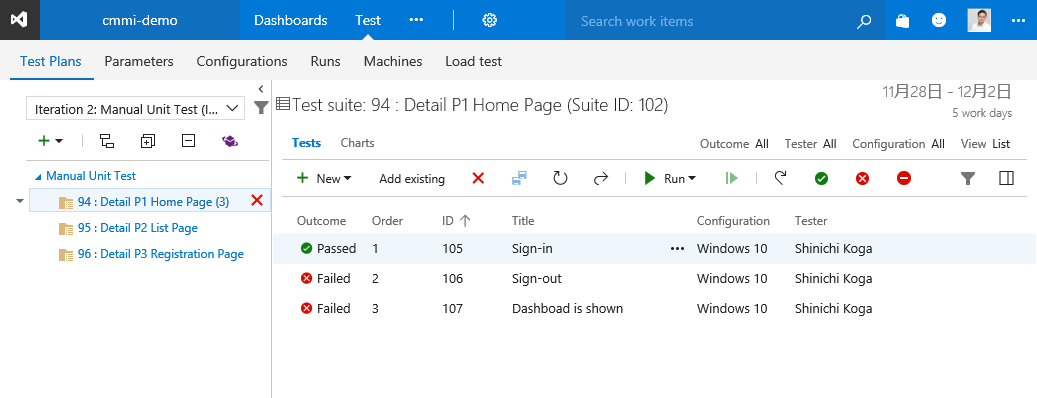 cmmi-demo Dashboards Test Search work items
Test Plans Parameters Configurations Runs Machines Load test
Iteration 2: Manual Unit Test (I...
Manual Unit Test
94 : Detail P1 Home Page (3)
95 : Detail P2 List Page
96 : Detail P3 Registration Page
Test suite: 94 : Detail P1 Home Page (Suite ID: 102)
11月28日 - 12月2日
5 work days
Tests Charts Outcome All Tester All Configuration All View List
New Add existing Run
Outcome Order ID Title Configuration Tester
Passed 1 105 Sign-in Windows 10 Shinichi Koga
Failed 2 106 Sign-out Windows 10 Shinichi Koga
Failed 3 107 Dashboad is shown Windows 10 Shinichi Koga